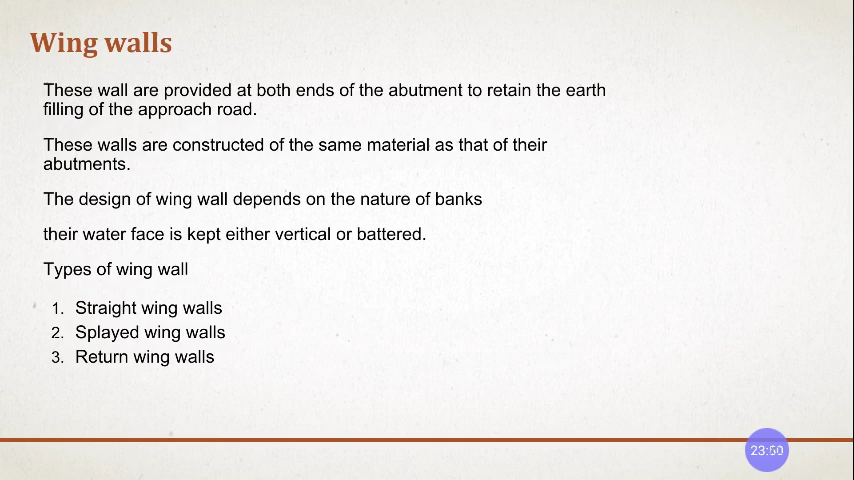 Wing walls
These wall are provided at both ends of the abutment to retain the earth
filling of the approach road.
These walls are constructed of the same material as that of their
abutments.
The design of wing wall depends on the nature of banks
their water face is kept either vertical or battered.
Types of wing wall
1. Straight wing walls
2. Splayed wing walls
3. Return wing walls
23:50